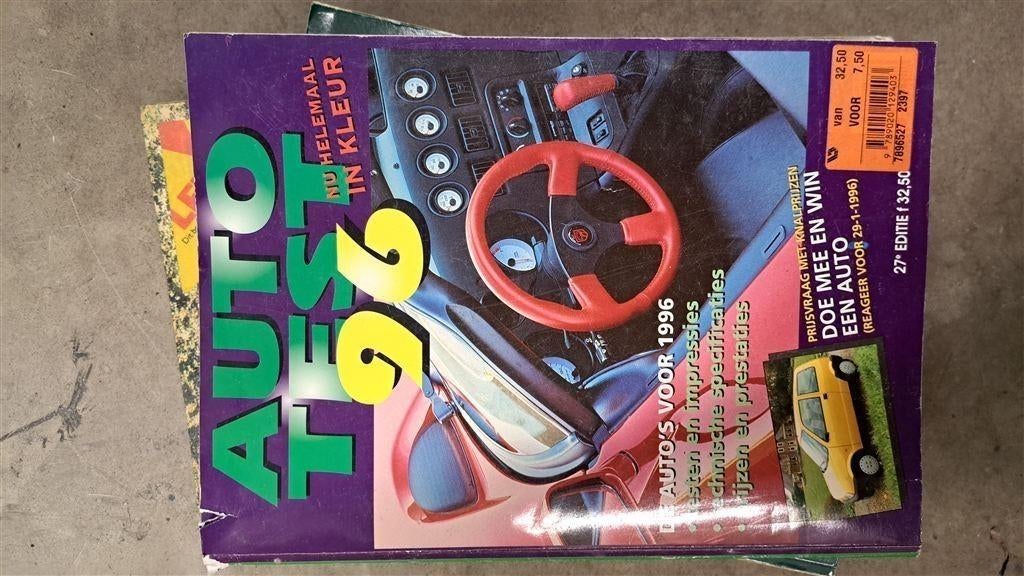 AUTO
TEST
96
NU HELEMAAL
IN KLEUR
van 32,50
VOOR 7,50
9 789020 129403
7896527 2397
27e EDITIE f 32,50
PRIJSVRAAG MET KNALPRIJZEN
DOE MEE EN WIN
EEN AUTO
(REAGEER VOOR 29-1-1996)
DE AUTO'S VOOR 1996
• testen en impressies
• technische specificaties
• prijzen en prestaties